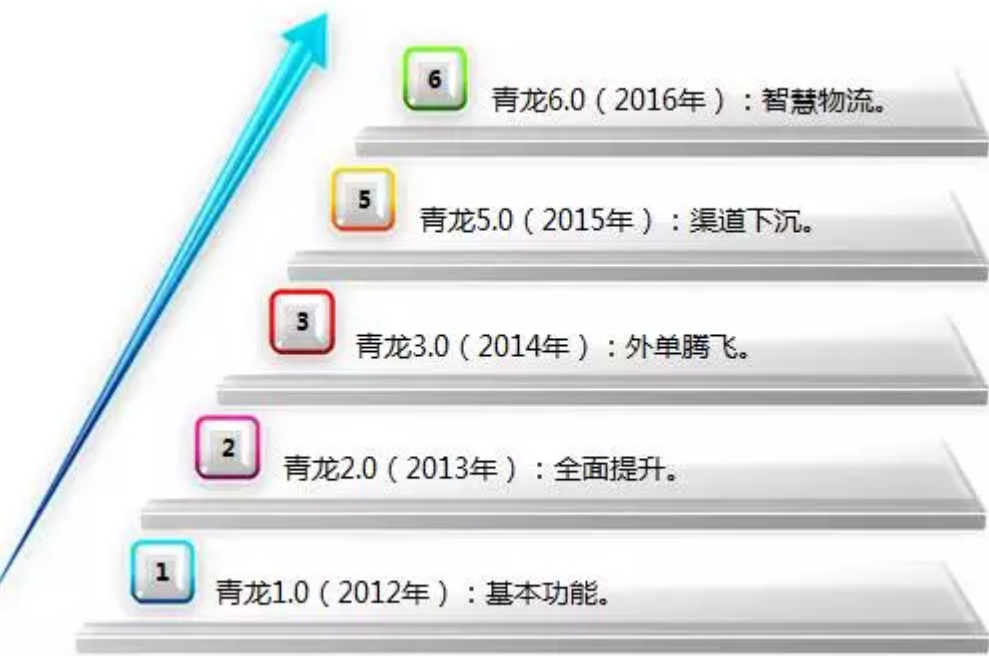 6
青龙6.0（2016年）：智慧物流。
5
青龙5.0（2015年）：渠道下沉。
3
青龙3.0（2014年）：外单腾飞。
2
青龙2.0（2013年）：全面提升。
1
青龙1.0（2012年）：基本功能。